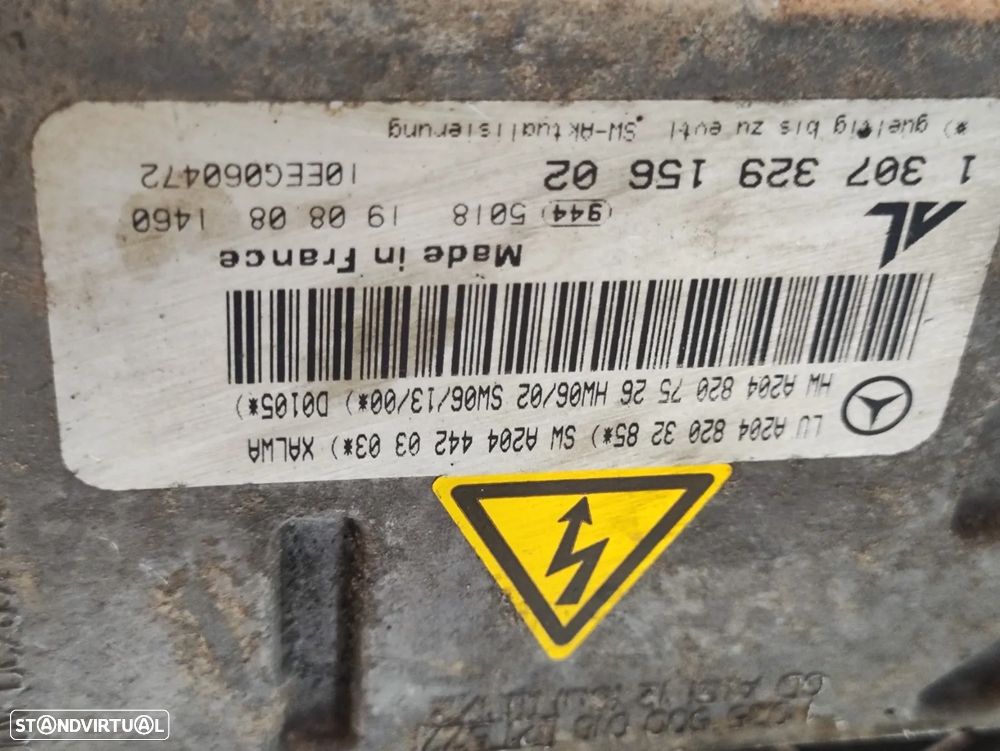 LU A204 820 32 85*) SW A204 442 03 03*) XALWA
HW A204 820 75 26 HW06/02 SW06/13/00*) D0105*)
Made in France
AL
944 5018 19 08 08 1460
1 307 329 156 02 10EEG060472
*) gueltig bis zu evtl. SW-Aktualisierung
STANDVIRTUAL